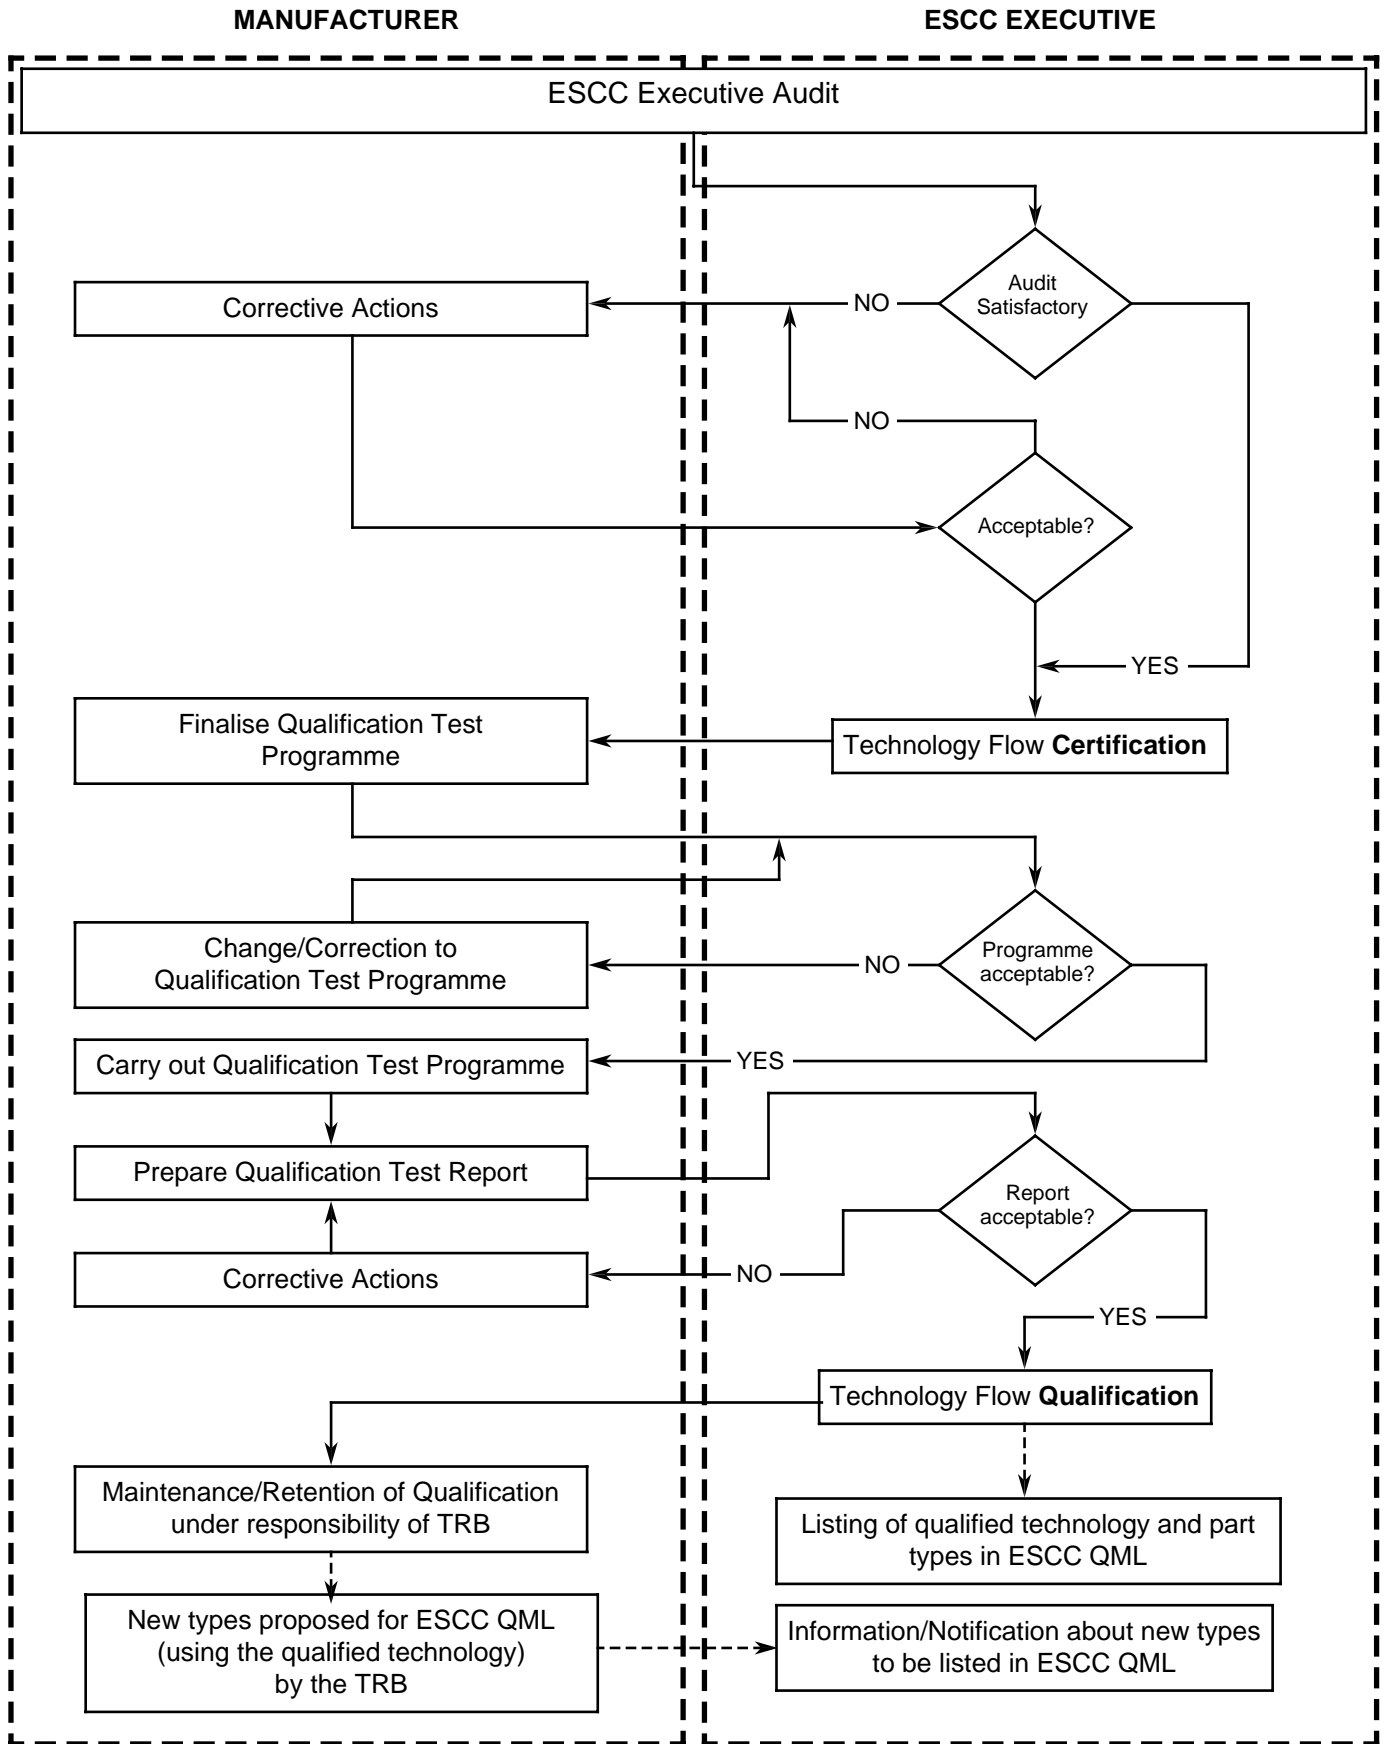 MANUFACTURER
ESCC EXECUTIVE
ESCC Executive Audit
Audit
Satisfactory
Corrective Actions
NO
NO
Acceptable?
YES
Finalise Qualification Test
Programme
Technology Flow Certification
Change/Correction to
Qualification Test Programme
NO
Programme
acceptable?
Carry out Qualification Test Programme
YES
Prepare Qualification Test Report
Report
acceptable?
Corrective Actions
NO
YES
Technology Flow Qualification
Maintenance/Retention of Qualification
under responsibility of TRB
Listing of qualified technology and part
types in ESCC QML
New types proposed for ESCC QML
(using the qualified technology)
by the TRB
Information/Notification about new types
to be listed in ESCC QML